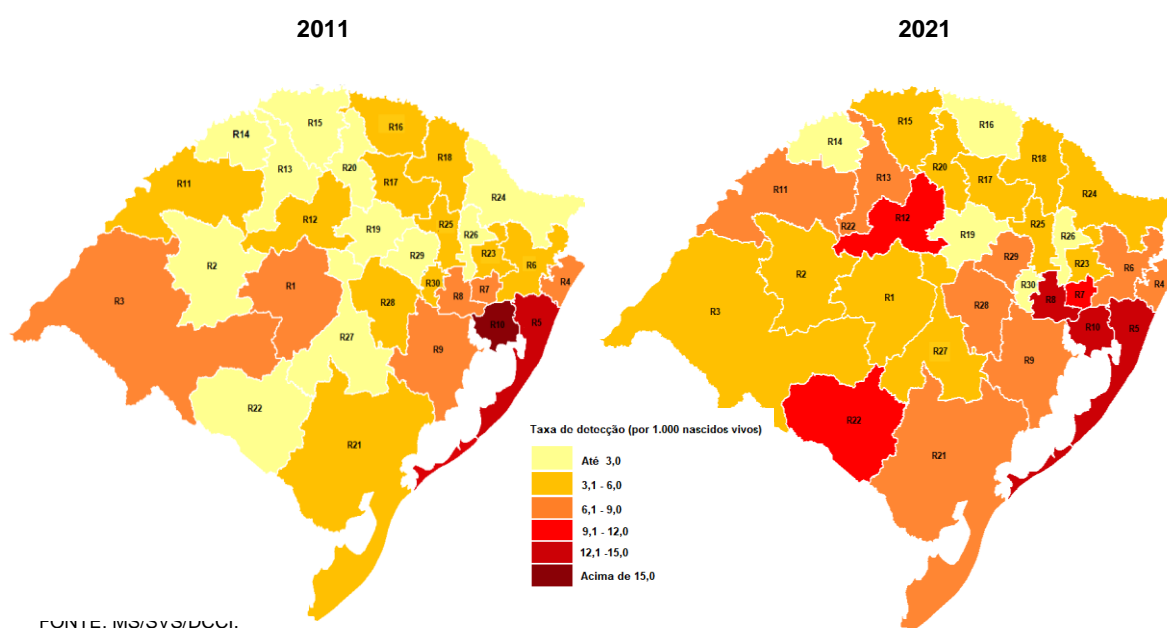 2011
2021
R15
R14
R16
R20
R18
R13
R11
R17
R24
R12
R25
R19
R26
R2
R23
R29
R6
R30
R4
R1
R7
R8
R3
R28
R10
R5
R27
R9
R22
R21
R15
R16
R14
R18
R20
R13
R17
R11
R24
R12
R25
R22
R19
R26
R2
R29
R23
R6
R4
R30
R7
R1
R8
R28
R3
R10
R5
R27
R9
R22
R21
Taxa de detecção (por 1.000 nascidos vivos)
Até 3,0
3,1 - 6,0
6,1 - 9,0
9,1 - 12,0
12,1 -15,0
Acima de 15,0
FONTE: MS/SVS/DCCI.